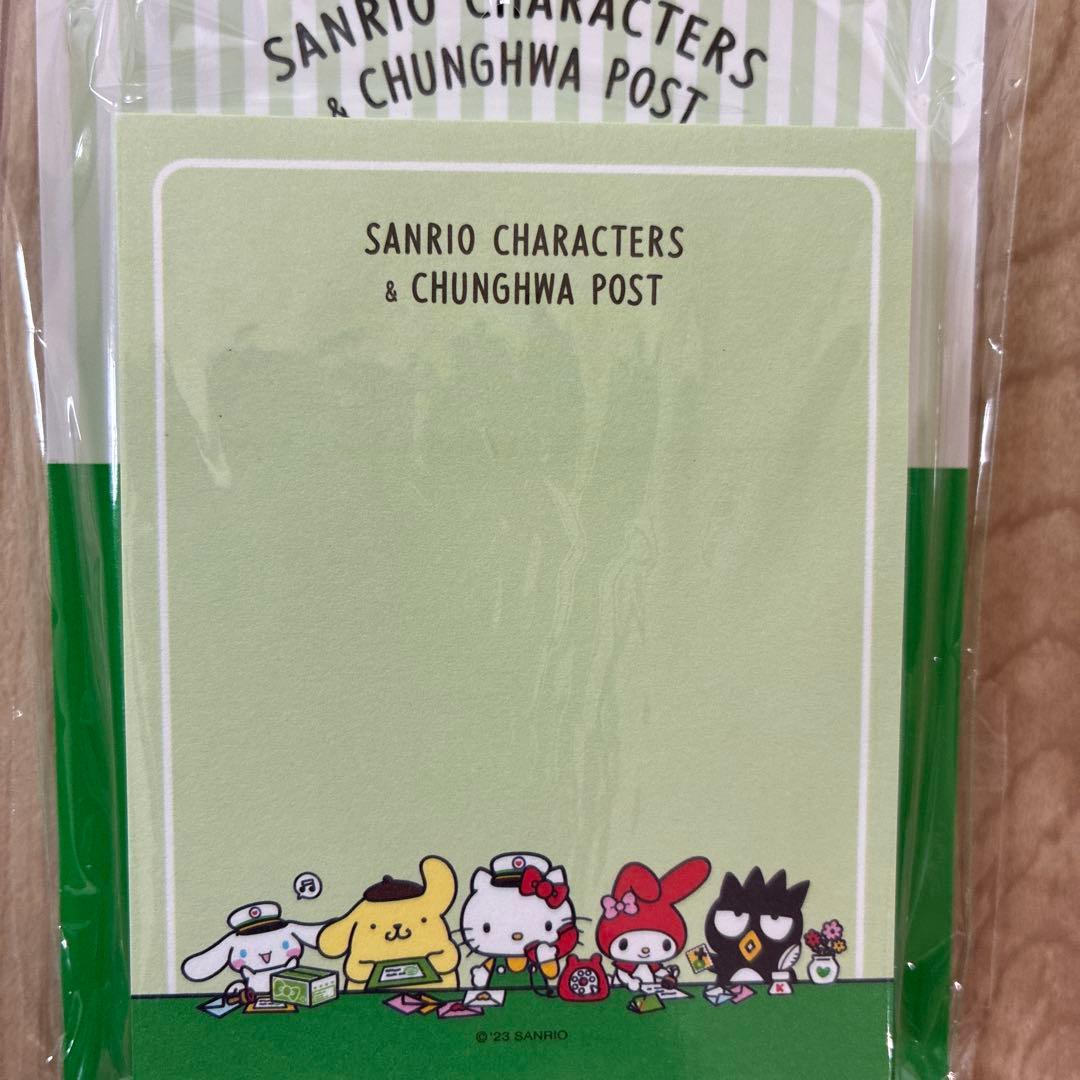 SANRIO CHARACTERS
& CHUNGHWA POST
SANRIO CHARACTERS
& CHUNGHWA POST
K
© '23 SANRIO